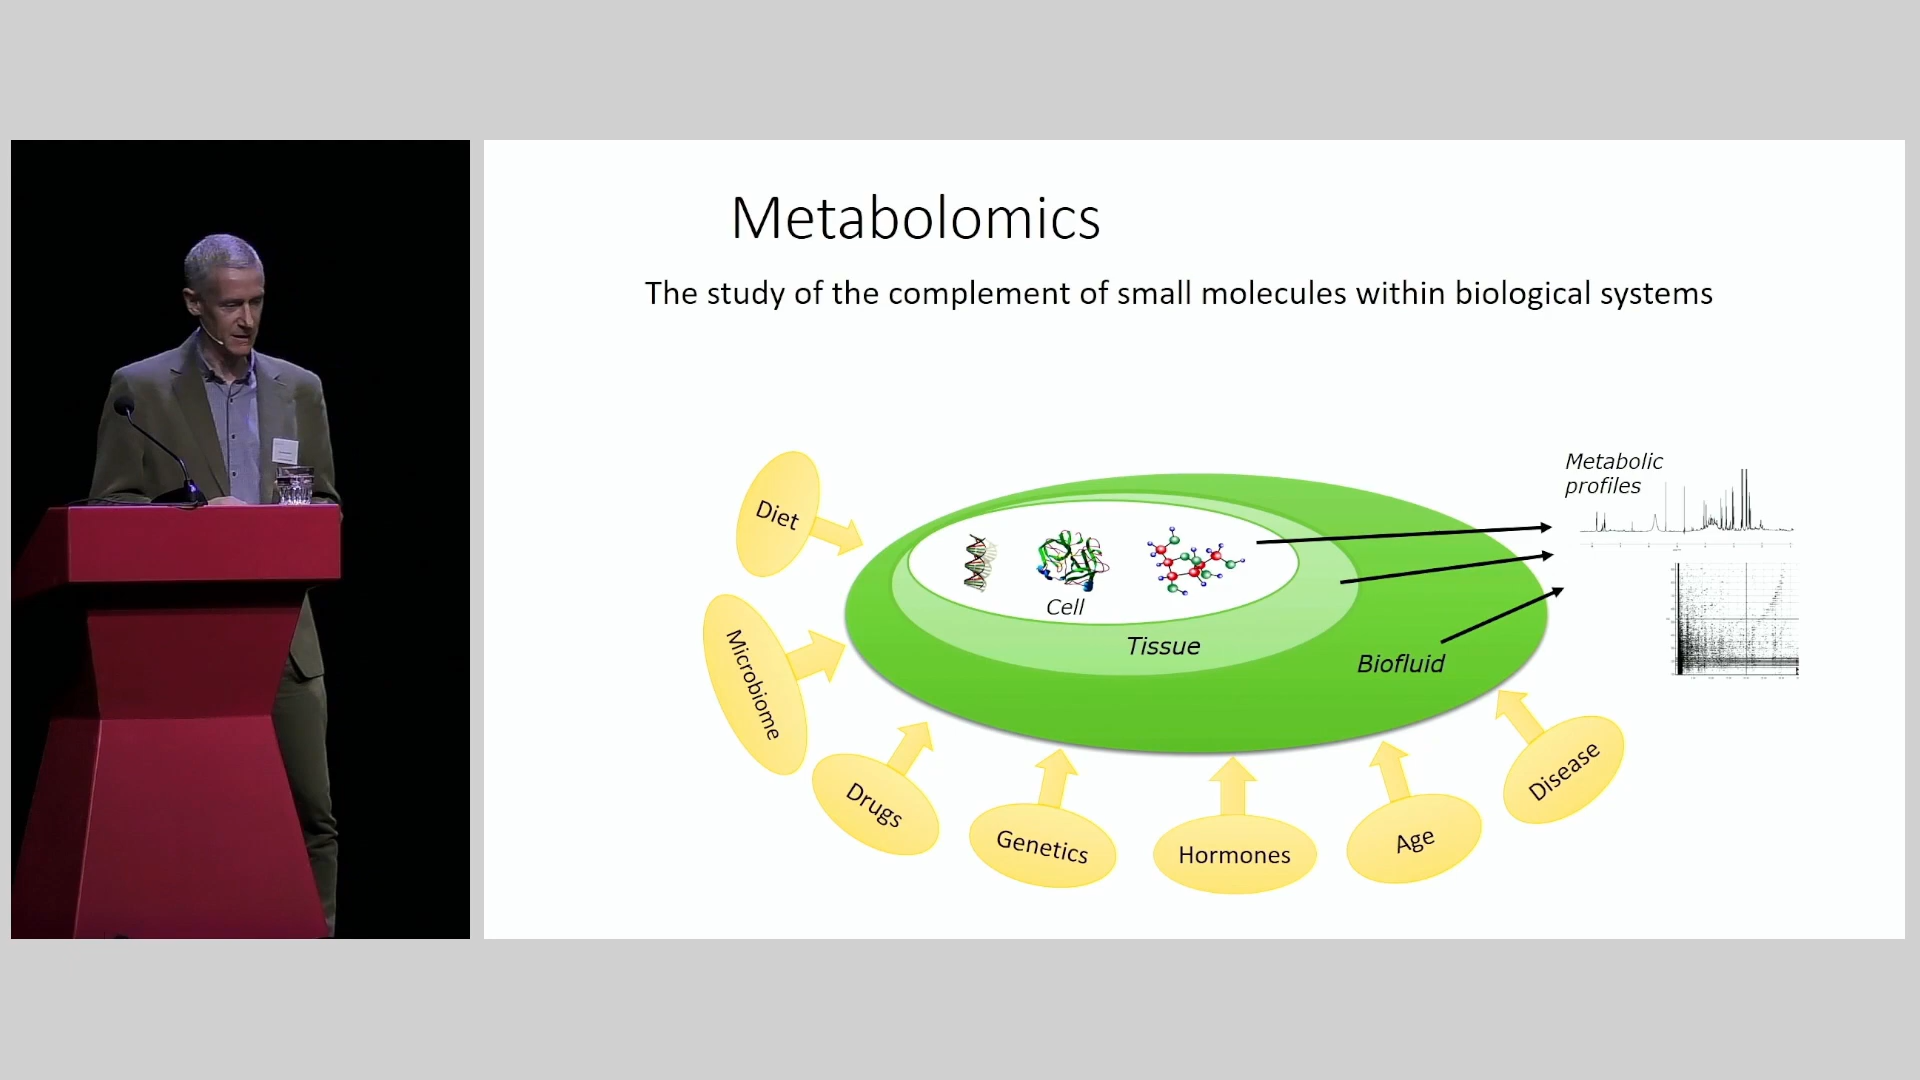 Metabolomics
The study of the complement of small molecules within biological systems
Metabolic
profiles
Diet
Cell
Tissue
Biofluid
Microbiome
Drugs
Genetics
Hormones
Age
Disease